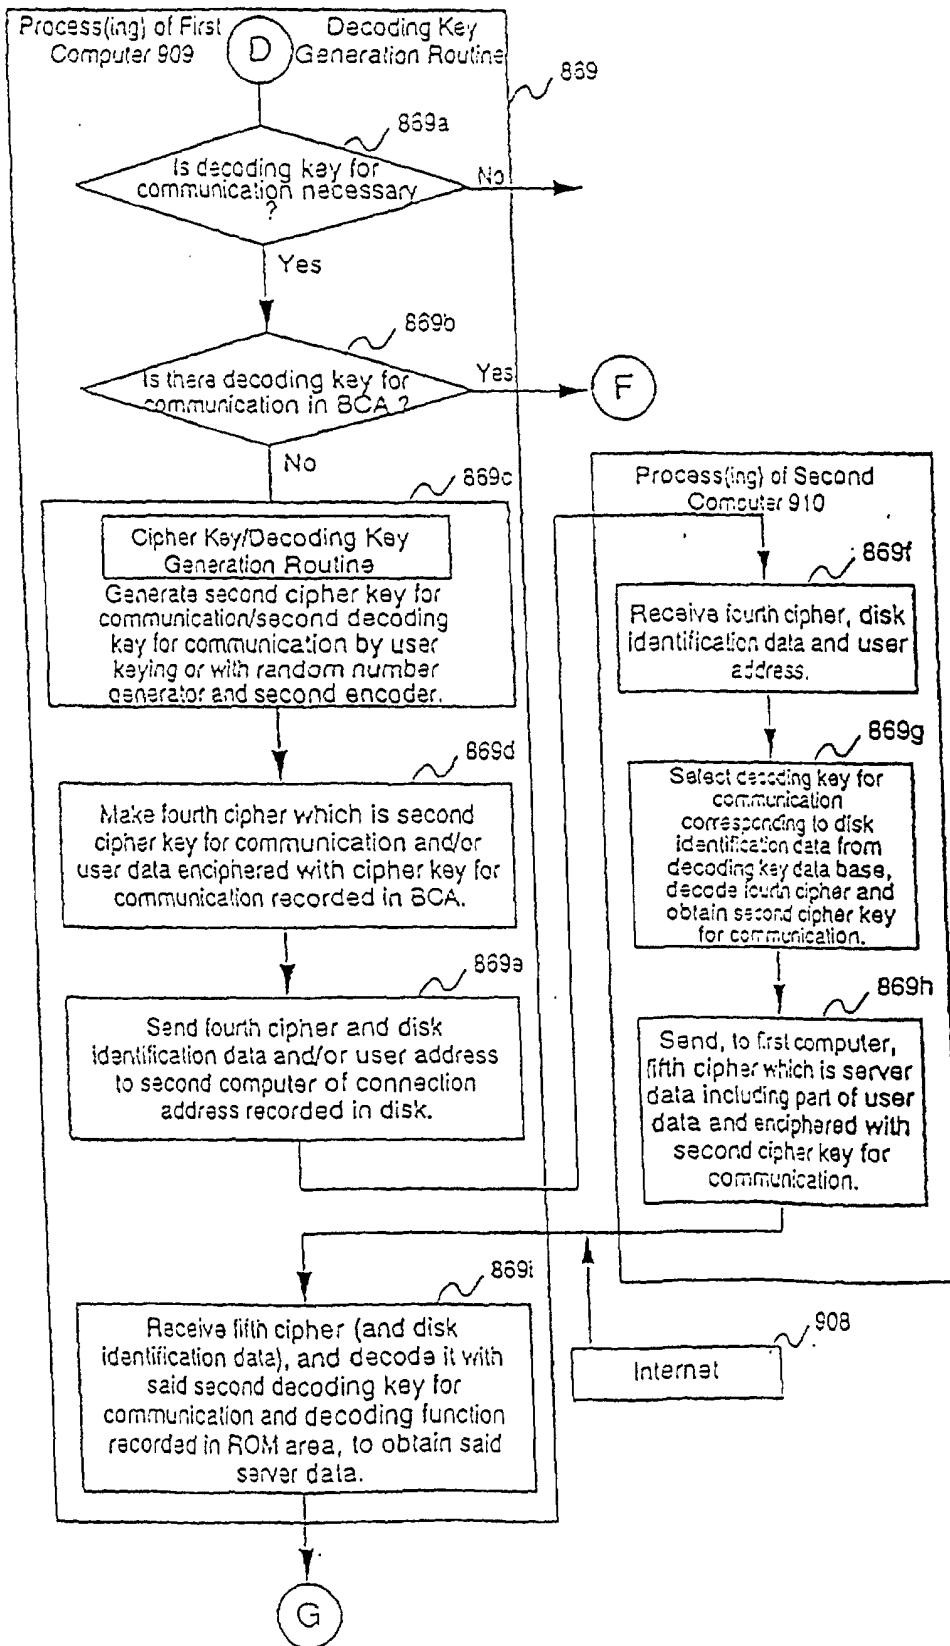 Process(ing) of First
Computer 909
D
Decoding Key
Generation Routine
869
869a
Is decoding key for
communication necessary
?
No
Yes
869b
Is there decoding key for
communication in BCA ?
Yes
F
No
869c
Cipher Key/Decoding Key
Generation Routine
Generate second cipher key for
communication/second decoding
key for communication by user
keying or with random number
generator and second encoder.
869d
Make fourth cipher which is second
cipher key for communication and/or
user data enciphered with cipher key for
communication recorded in BCA.
869e
Send fourth cipher and disk
identification data and/or user address
to second computer of connection
address recorded in disk.
Process(ing) of Second
Computer 910
869f
Receive fourth cipher, disk
identification data and user
address.
869g
Select decoding key for
communication
corresponding to disk
identification data from
decoding key data base,
decode fourth cipher and
obtain second cipher key
for communication.
869h
Send, to first computer,
fifth cipher which is server
data including part of user
data and enciphered with
second cipher key for
communication.
908
Internet
869i
Receive fifth cipher (and disk
identification data), and decode it with
said second decoding key for
communication and decoding function
recorded in ROM area, to obtain said
server data.
G